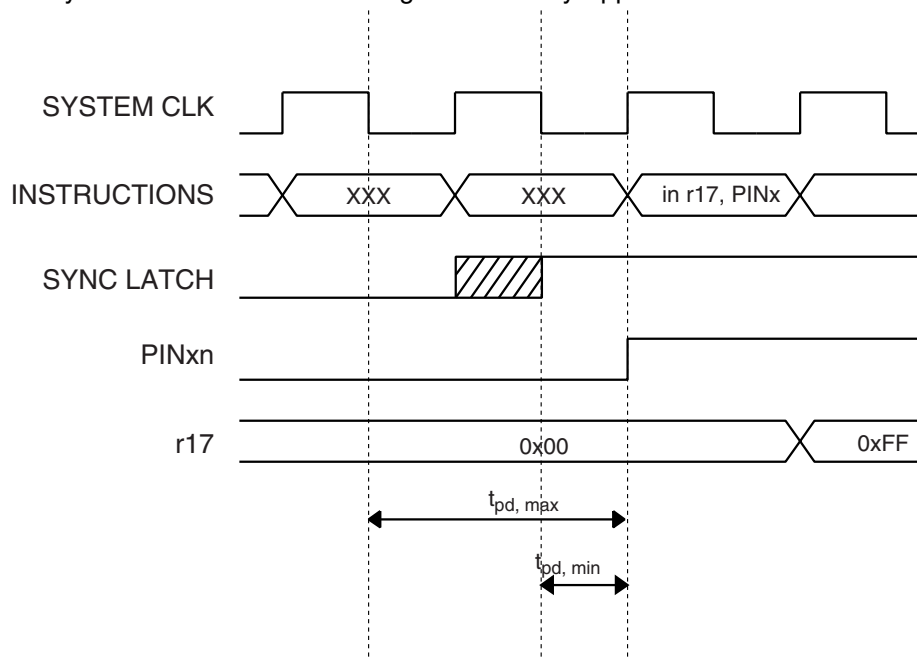 SYSTEM CLK
INSTRUCTIONS XXX XXX in r17, PINx
SYNC LATCH
PINxn
r17 0x00 0xFF
tpd, max
tpd, min